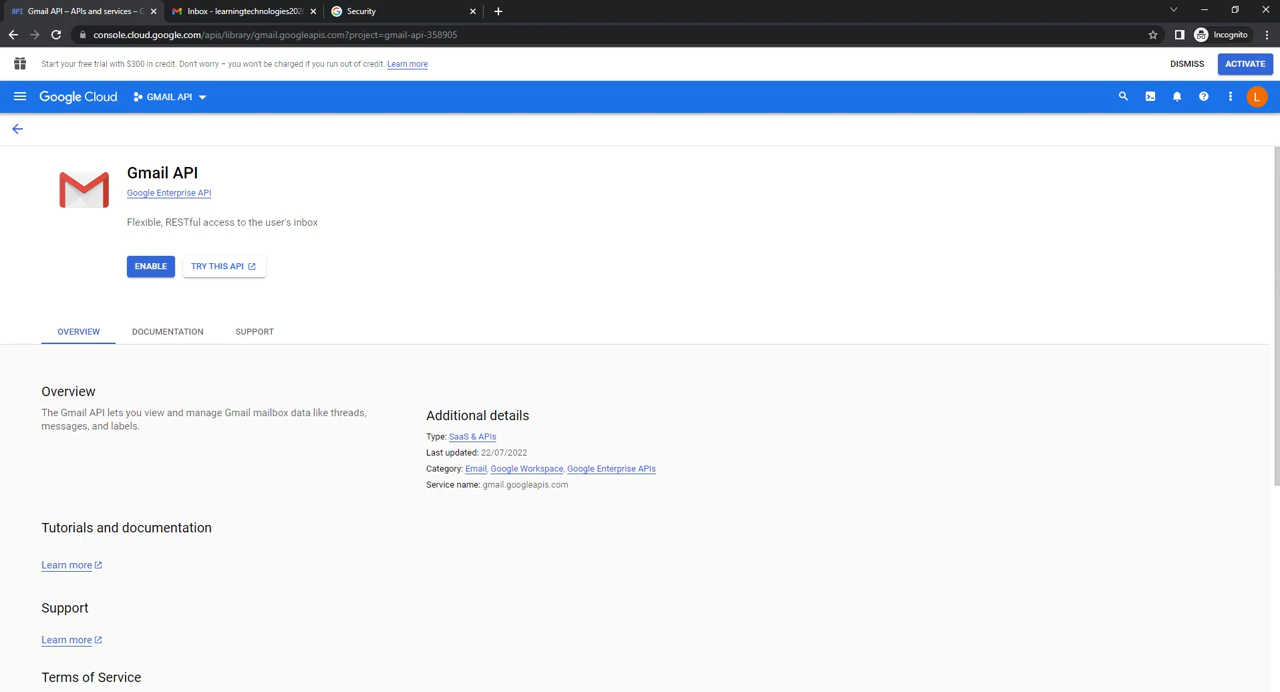 Gmail API – APIs and services – G
Inbox - learningtechnologies202
Security
console.cloud.google.com/apis/library/gmail.googleapis.com?project=gmail-api-358905
Incognito
Start your free trial with $300 in credit. Don't worry – you won't be charged if you run out of credit. Learn more
DISMISS
ACTIVATE
Google Cloud
GMAIL API
L
Gmail API
Google Enterprise API
Flexible, RESTful access to the user's inbox
ENABLE
TRY THIS API
OVERVIEW
DOCUMENTATION
SUPPORT
Overview
The Gmail API lets you view and manage Gmail mailbox data like threads,
messages, and labels.
Additional details
Type: SaaS & APIs
Last updated: 22/07/2022
Category: Email, Google Workspace, Google Enterprise APIs
Service name: gmail.googleapis.com
Tutorials and documentation
Learn more
Support
Learn more
Terms of Service